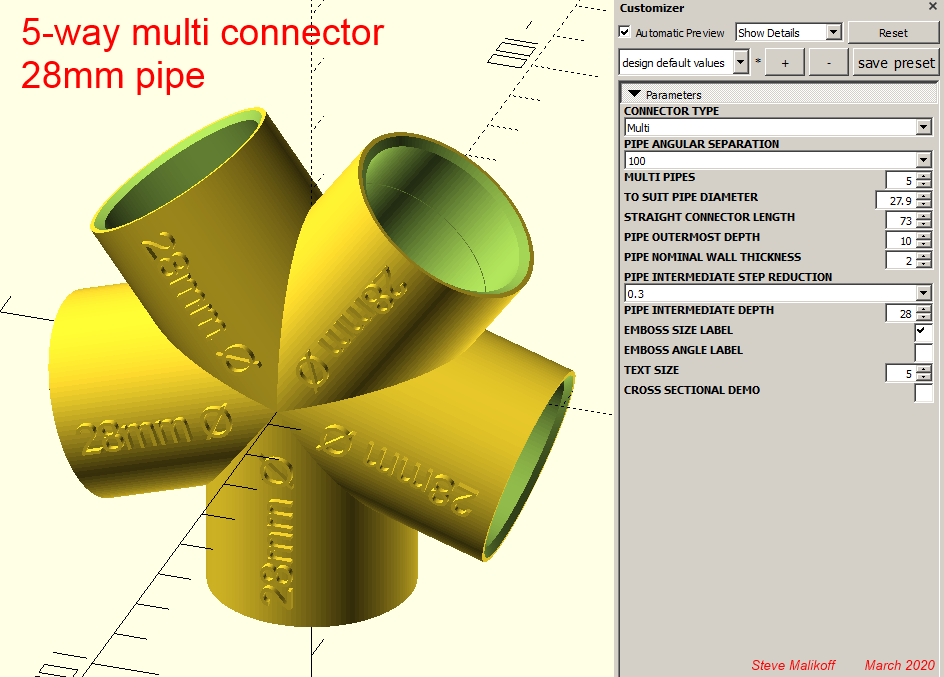 5-way multi connector
28mm pipe
28mm Ø
28mm Ø
28mm Ø
28mm Ø
28mm Ø
Customizer
Automatic Preview
Show Details
Reset
design default values
*
+
-
save preset
Parameters
CONNECTOR TYPE
Multi
PIPE ANGULAR SEPARATION
100
MULTI PIPES 5
TO SUIT PIPE DIAMETER 27.9
STRAIGHT CONNECTOR LENGTH 73
PIPE OUTERMOST DEPTH 10
PIPE NOMINAL WALL THICKNESS 2
PIPE INTERMEDIATE STEP REDUCTION
0.3
PIPE INTERMEDIATE DEPTH 28
EMBOSS SIZE LABEL
EMBOSS ANGLE LABEL
TEXT SIZE 5
CROSS SECTIONAL DEMO
Steve Malikoff March 2020